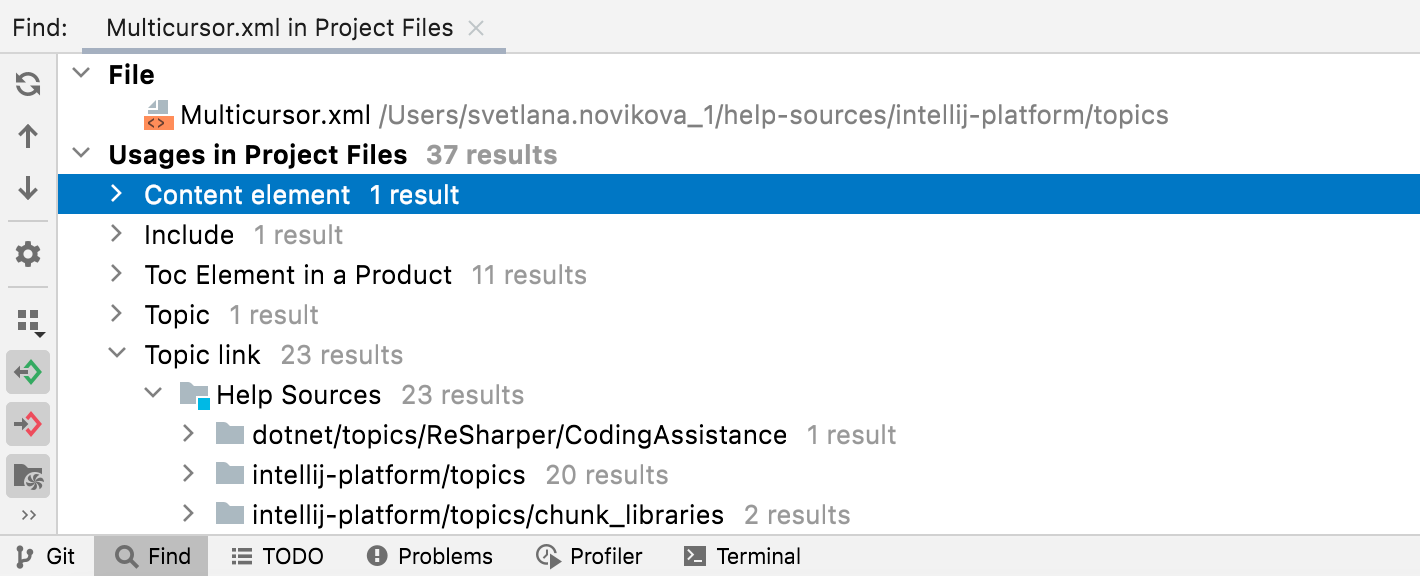 Find: Multicursor.xml in Project Files
File
Multicursor.xml /Users/svetlana.novikova_1/help-sources/intellij-platform/topics
Usages in Project Files 37 results
Content element 1 result
Include 1 result
Toc Element in a Product 11 results
Topic 1 result
Topic link 23 results
Help Sources 23 results
dotnet/topics/ReSharper/CodingAssistance 1 result
intellij-platform/topics 20 results
intellij-platform/topics/chunk_libraries 2 results
Git Find TODO Problems Profiler Terminal